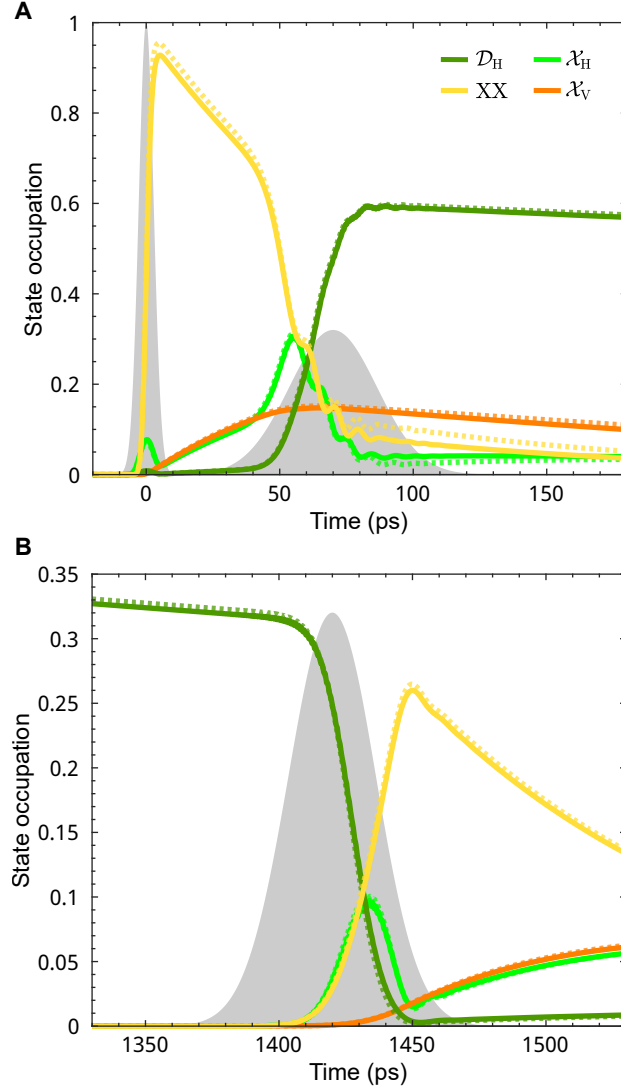 A
1
0.8
0.6
0.4
0.2
0
State occupation
𝒟H 𝒳H
XX 𝒳V
0 50 100 150
Time (ps)
B
0.35
0.3
0.25
0.2
0.15
0.1
0.05
0
State occupation
1350 1400 1450 1500
Time (ps)